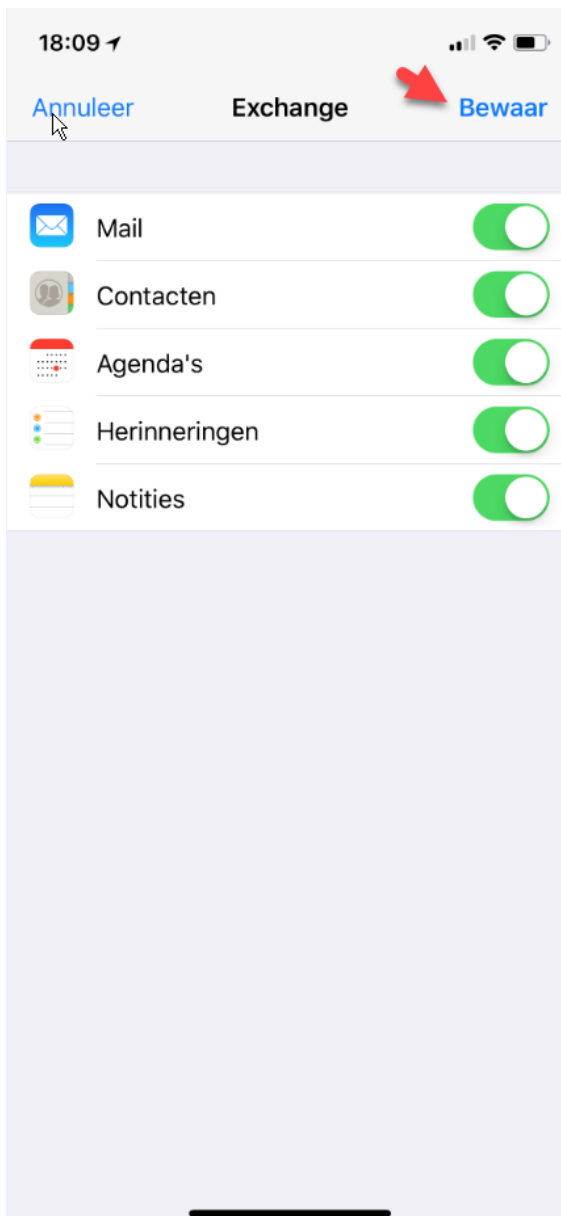 18:09
Annuleer Exchange Bewaar
Mail
Contacten
Agenda's
Herinneringen
Notities